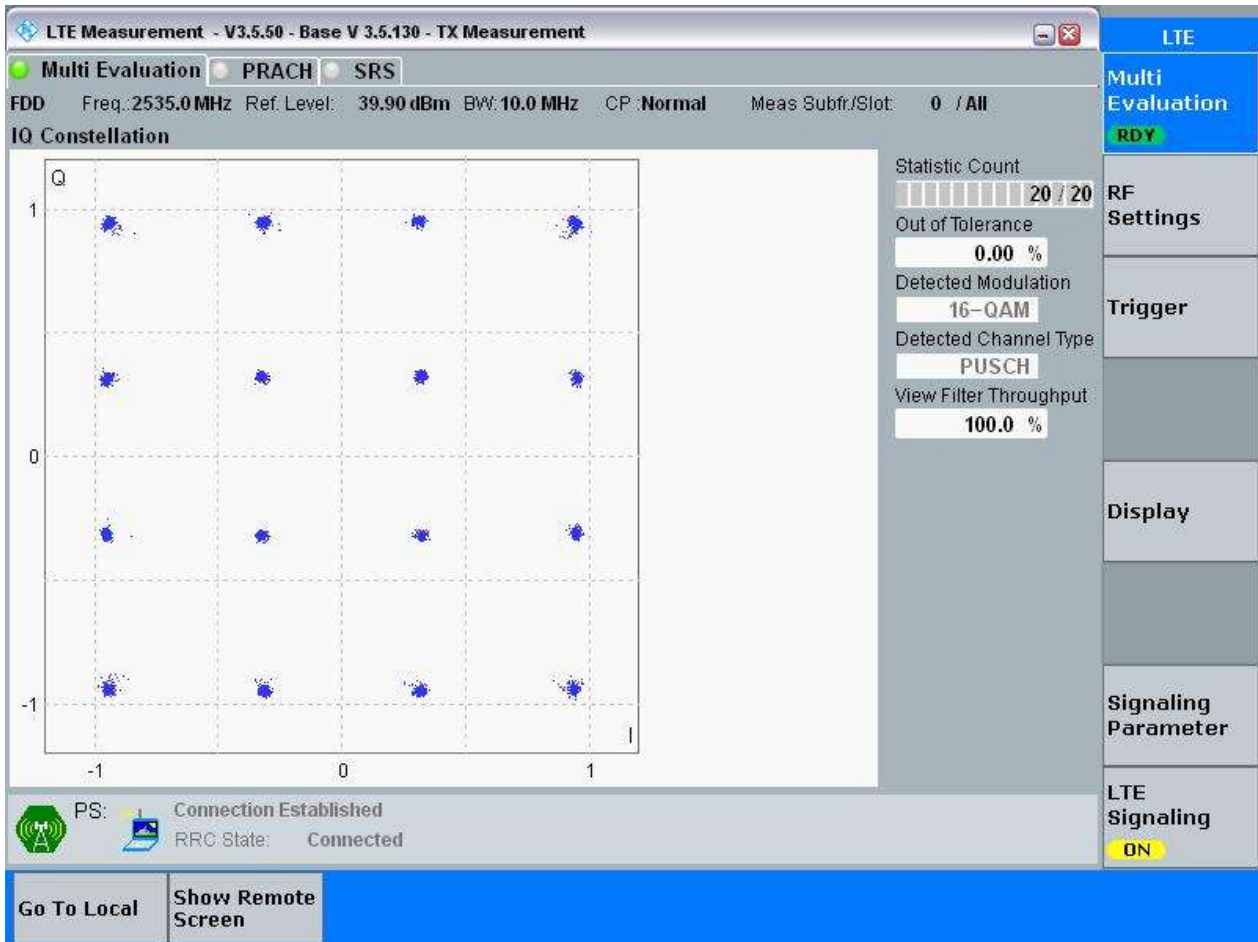 LTE Measurement - V3.5.50 - Base V 3.5.130 - TX Measurement
Multi Evaluation PRACH SRS
FDD Freq.:2535.0 MHz Ref. Level: 39.90 dBm BW:10.0 MHz CP :Normal Meas Subfr./Slot: 0 / All
IQ Constellation
Q
1
0
-1
I
-1 0 1
Statistic Count
20 / 20
Out of Tolerance
0.00 %
Detected Modulation
16-QAM
Detected Channel Type
PUSCH
View Filter Throughput
100.0 %
PS: Connection Established
RRC State: Connected
LTE
Multi
Evaluation
RDY
RF
Settings
Trigger
Display
Signaling
Parameter
LTE
Signaling
ON
Go To Local
Show Remote
Screen